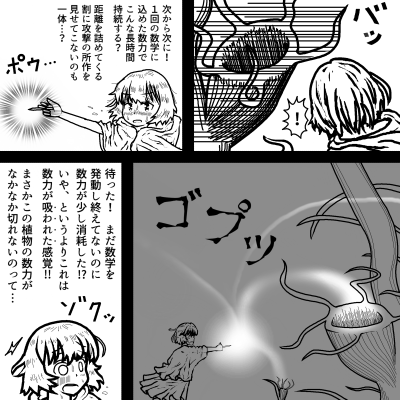 バッ
！
次から次に！
１回の数学に
込めた数力で
こんな長時間
持続する？
距離を詰めてくる
割に攻撃の所作を
見せてこないのも
一体…？
ポウ…
ゴプッ
待った！　まだ数学を
発動し終えてないのに
数力が少し消耗した!?
いや、というよりこれは
数力が吸われた感覚!!
まさかこの植物の数力が
なかなか切れないのって…
ゾクッ